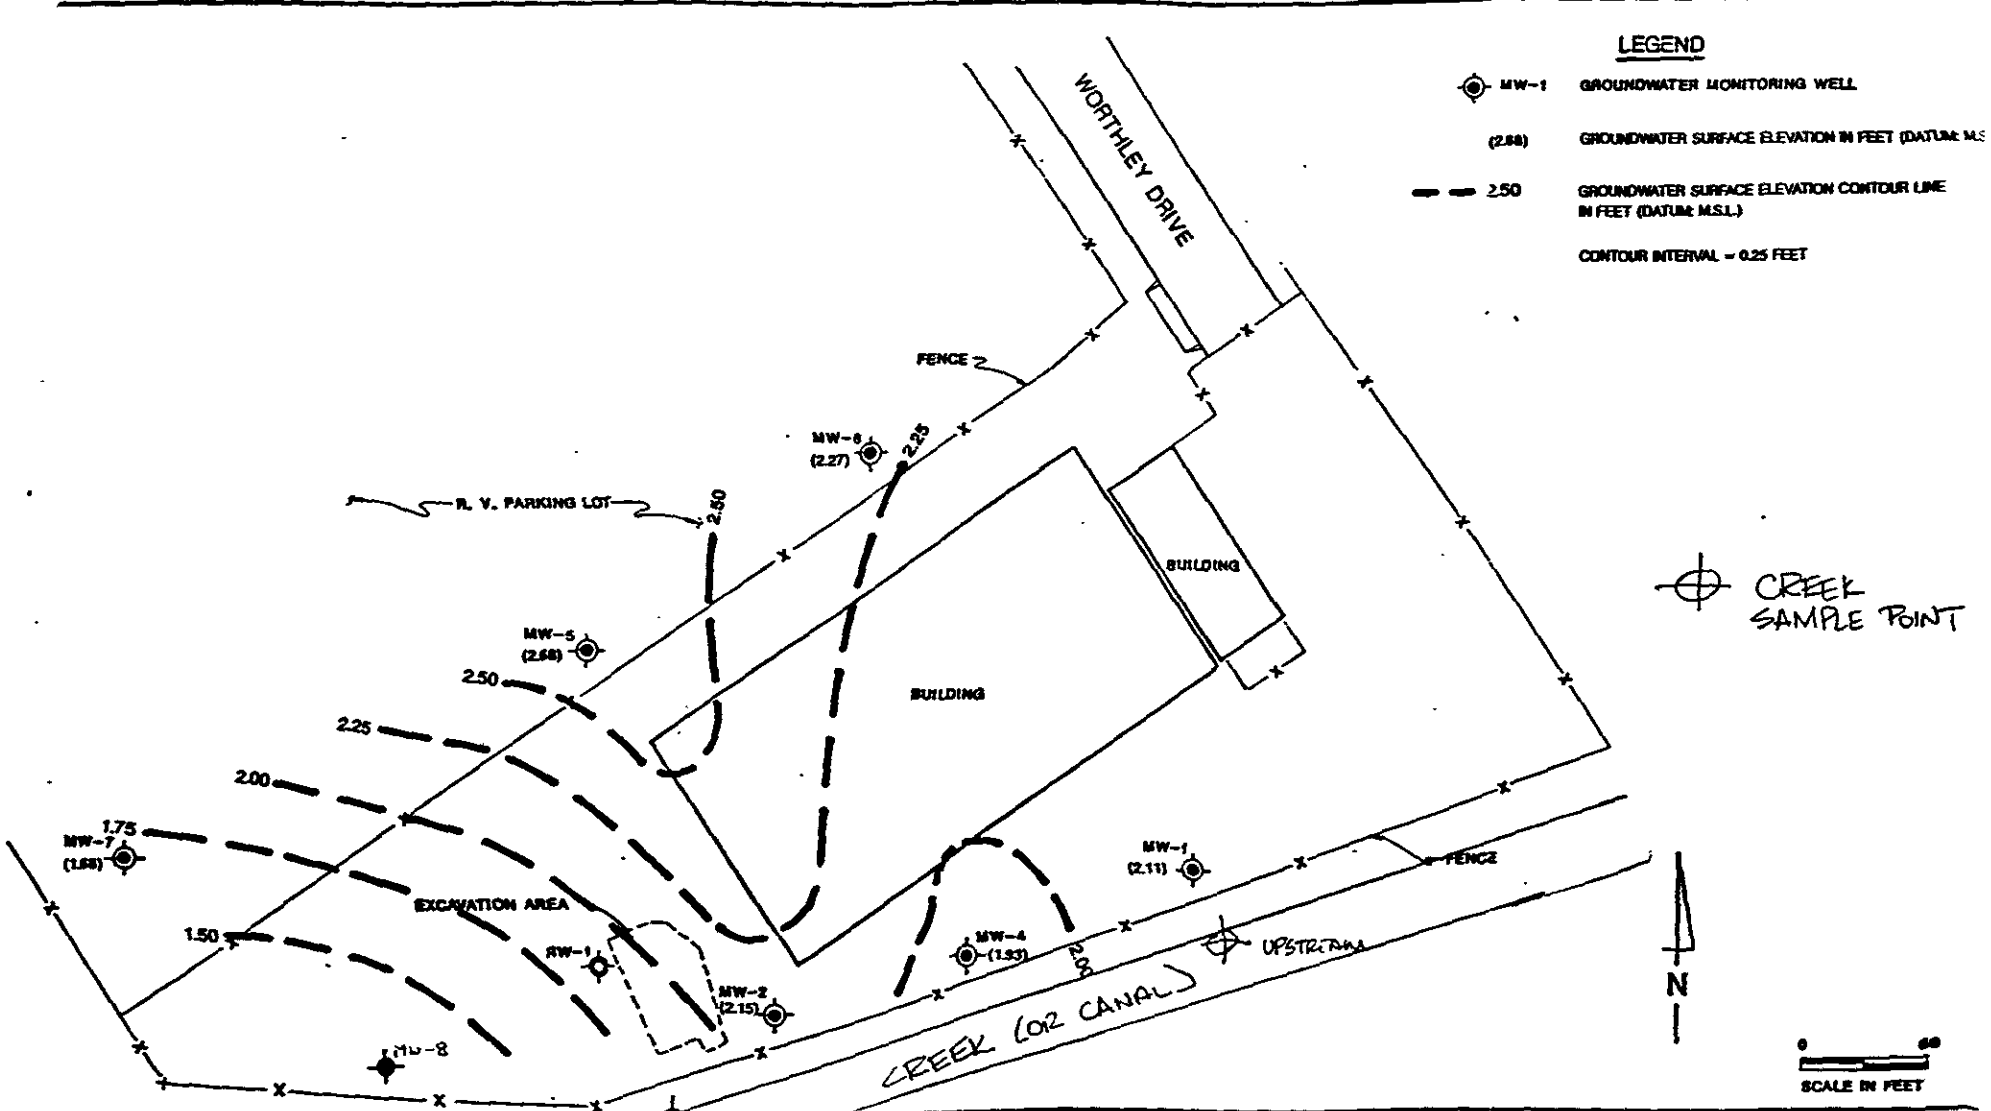 LEGEND
MW-1 GROUNDWATER MONITORING WELL
(2.68) GROUNDWATER SURFACE ELEVATION IN FEET (DATUM: M.S
2.50 GROUNDWATER SURFACE ELEVATION CONTOUR LINE
IN FEET (DATUM: M.S.L.)
CONTOUR INTERVAL = 0.25 FEET
WORTHLEY DRIVE
FENCE
MW-6
(2.27)
2.25
R. V. PARKING LOT
2.50
BUILDING
CREEK
SAMPLE POINT
MW-5
(2.68)
2.50
BUILDING
2.25
2.00
1.75
MW-7
(1.68)
MW-1
(2.11)
FENCE
EXCAVATION AREA
1.50
RW-1
MW-4
(1.93)
2.00
UPSTREAM
MW-2
(2.15)
CREEK (OR CANAL)
MW-8
N
0 60
SCALE IN FEET